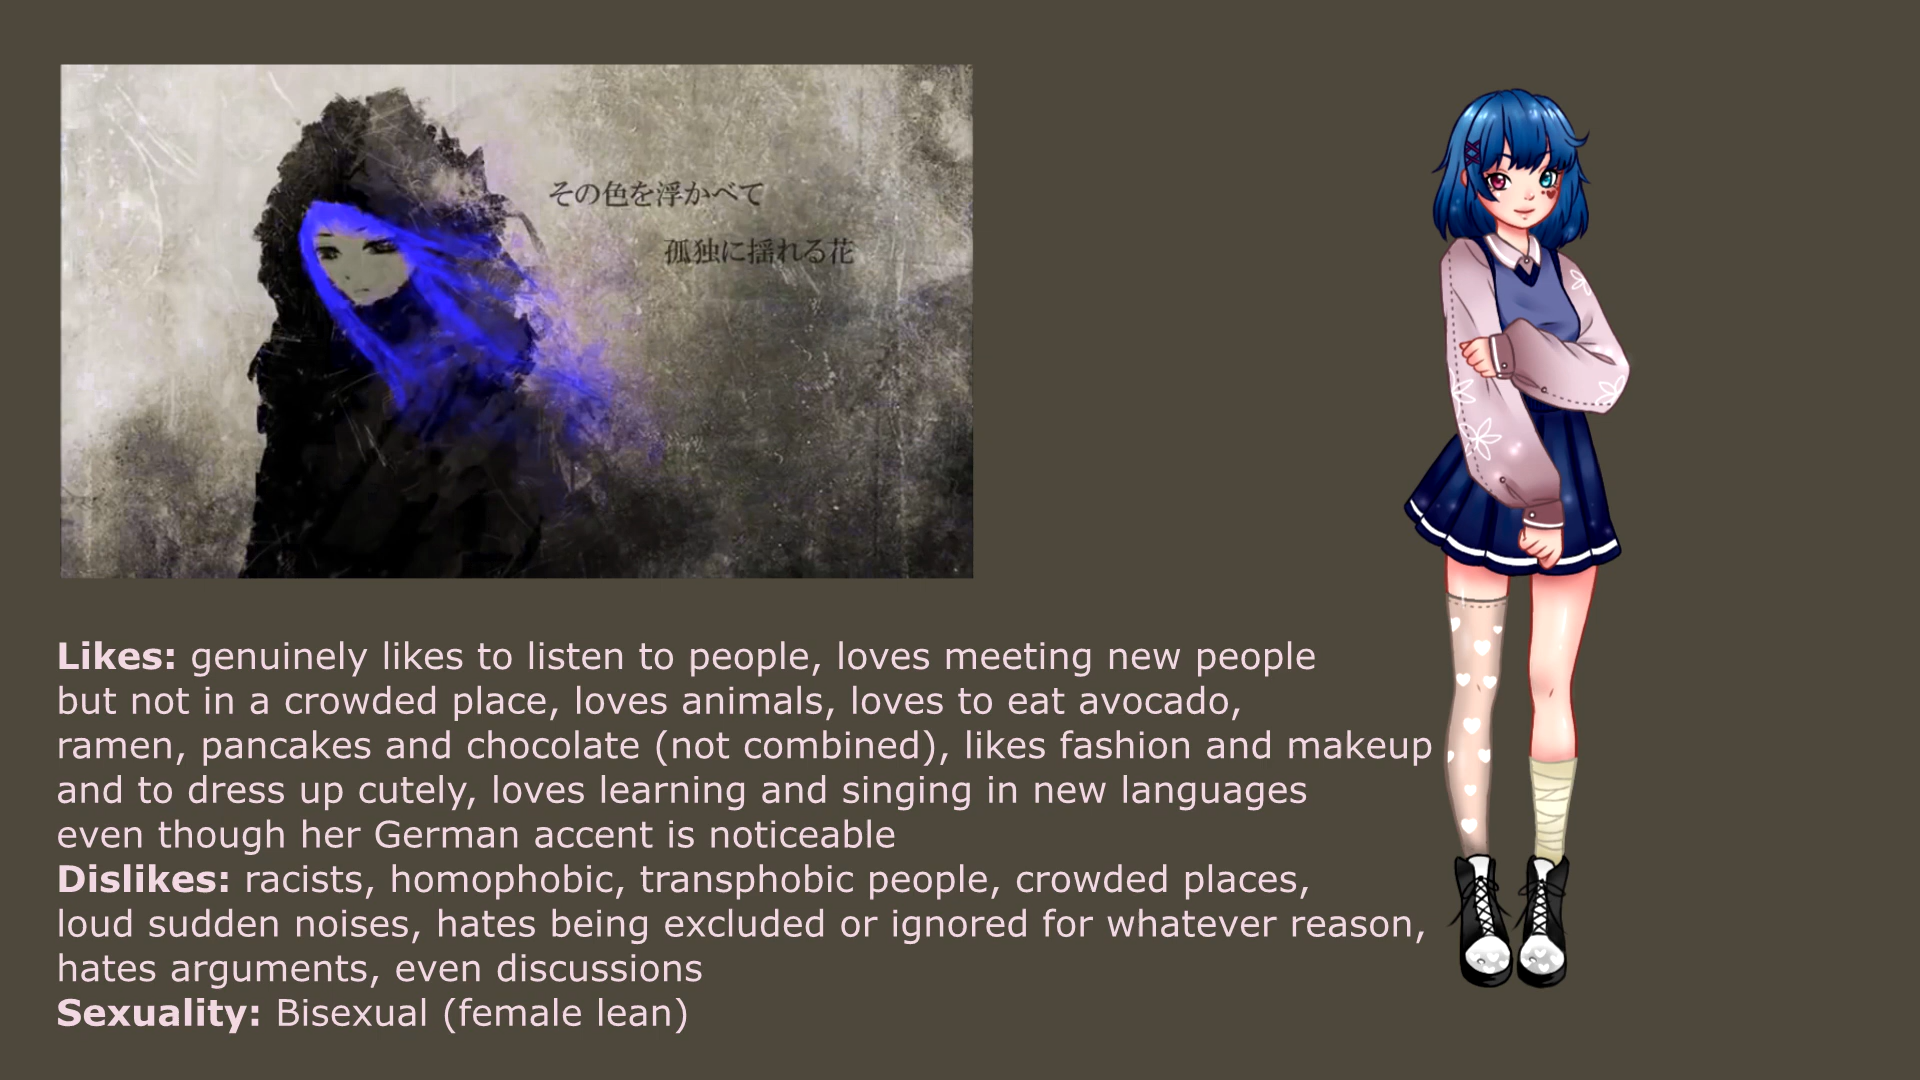 その色を浮かべて
孤独に揺れる花
Likes: genuinely likes to listen to people, loves meeting new people
but not in a crowded place, loves animals, loves to eat avocado,
ramen, pancakes and chocolate (not combined), likes fashion and makeup
and to dress up cutely, loves learning and singing in new languages
even though her German accent is noticeable
Dislikes: racists, homophobic, transphobic people, crowded places,
loud sudden noises, hates being excluded or ignored for whatever reason,
hates arguments, even discussions
Sexuality: Bisexual (female lean)